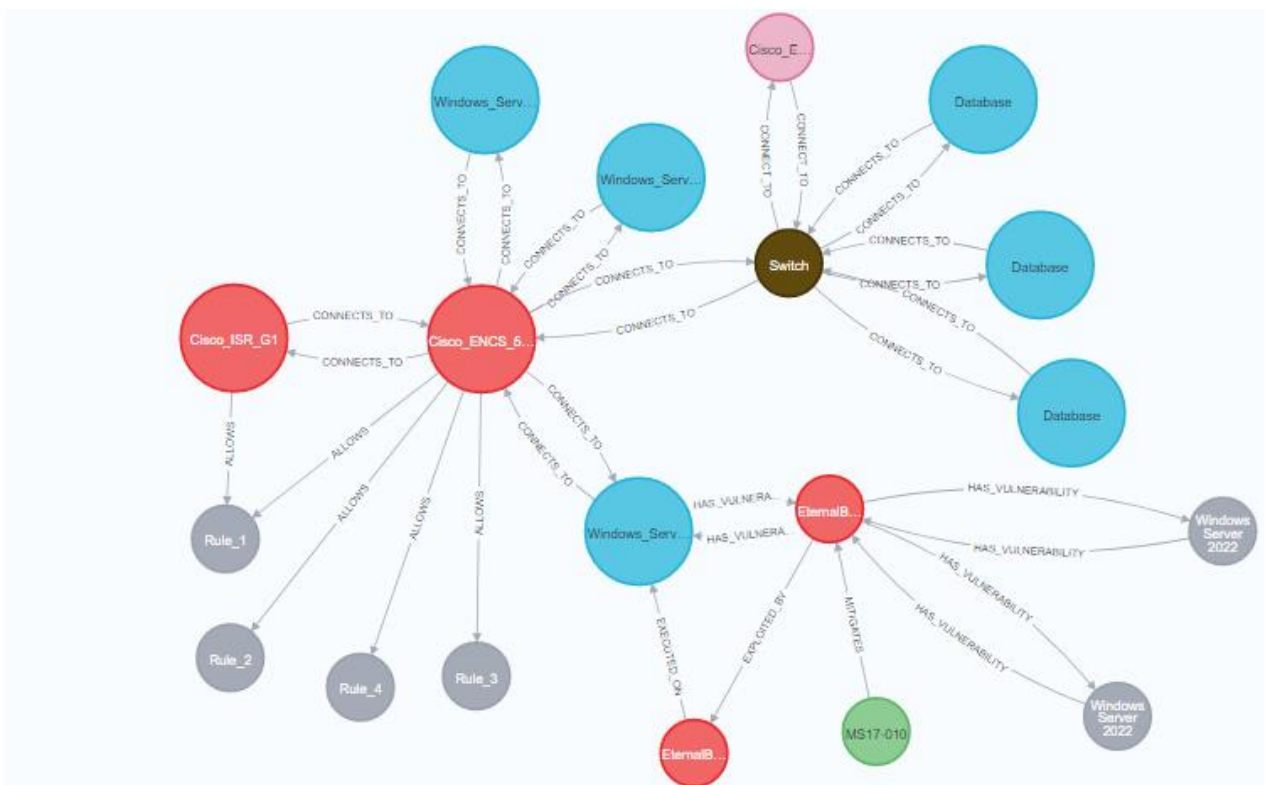 Cisco_E...
Windows_Serv...
Database
CONNECT_TO
CONNECT_TO
CONNECTS_TO
CONNECTS_TO
Windows_Serv...
CONNECTS_TO
CONNECTS_TO
CONNECTS_TO
CONNECTS_TO
CONNECTS_TO
Switch
Database
CONNECTS_TO
CONNECTS_TO
CONNECTS_TO
CONNECTS_TO
Cisco_ISR_G1
CONNECTS_TO
Cisco_ENCS_5...
CONNECTS_TO
CONNECTS_TO
CONNECTS_TO
Database
ALLOWS
ALLOWS
ALLOWS
ALLOWS
ALLOWS
CONNECTS_TO
CONNECTS_TO
Rule_1
Windows_Serv...
HAS_VULNERA...
HAS_VULNERA...
EternalB...
HAS_VULNERABILITY
HAS_VULNERABILITY
Windows
Server
2022
HAS_VULNERABILITY
HAS_VULNERABILITY
Rule_2
Rule_4
Rule_3
EXECUTED_ON
EXPLOITED_BY
MITIGATES
Windows
Server
2022
EternalB...
MS17-010